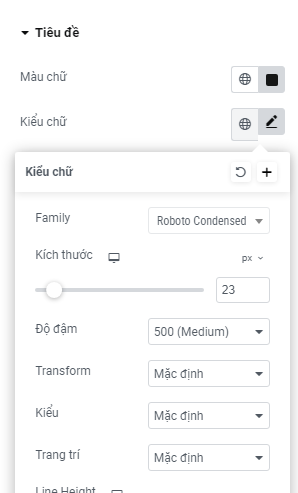 Tiêu đề
Màu chữ
Kiểu chữ
Kiểu chữ
Family Roboto Condensed
Kích thước px
23
Độ đậm 500 (Medium)
Transform Mặc định
Kiểu Mặc định
Trang trí Mặc định
Line Height